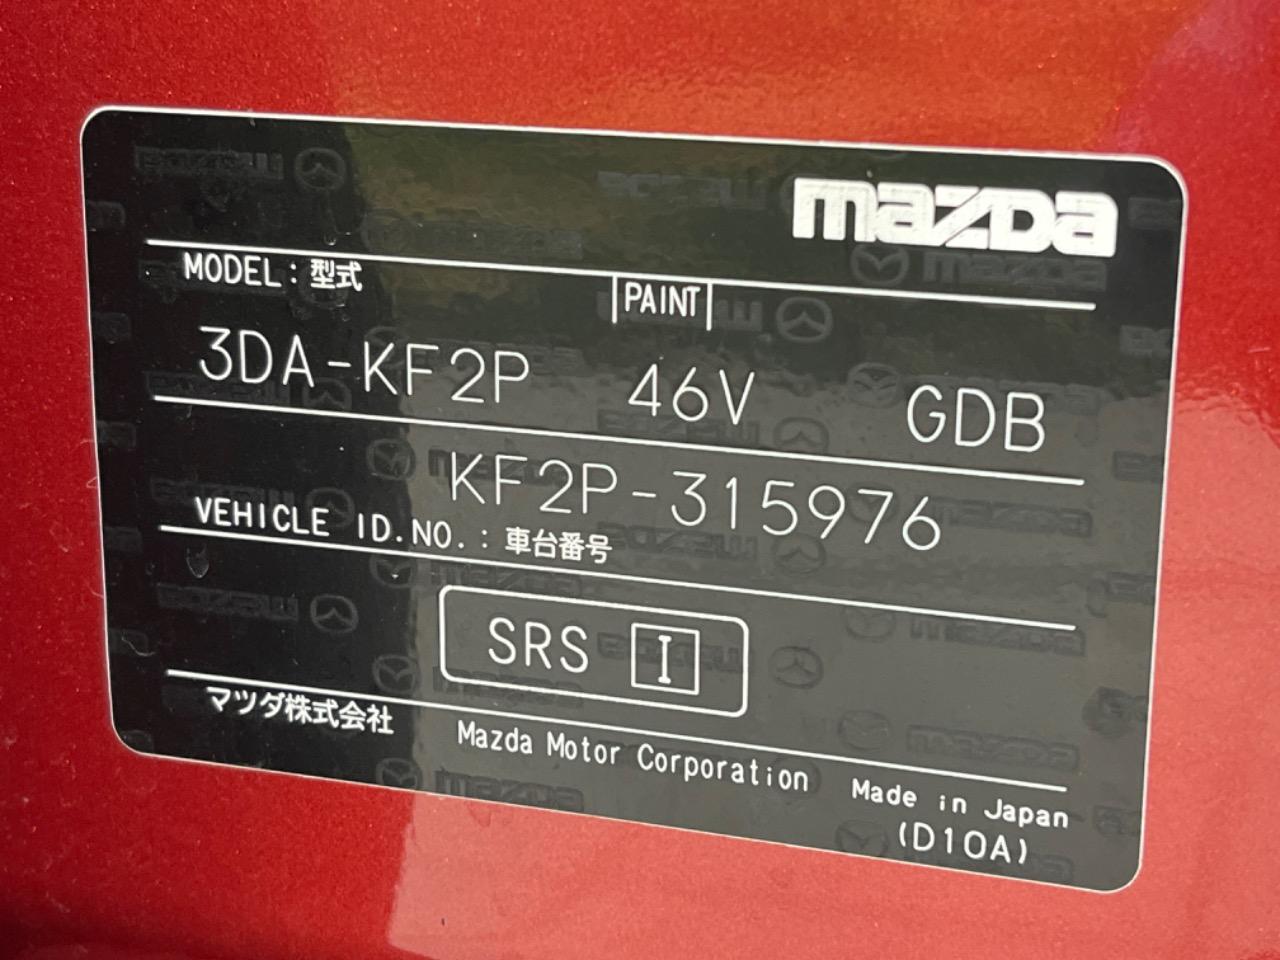 mazda
MODEL:型式 PAINT
3DA-KF2P 46V GDB
KF2P-315976
VEHICLE ID.NO.:車台番号
SRS I
マツダ株式会社 Mazda Motor Corporation Made in Japan
(D10A)